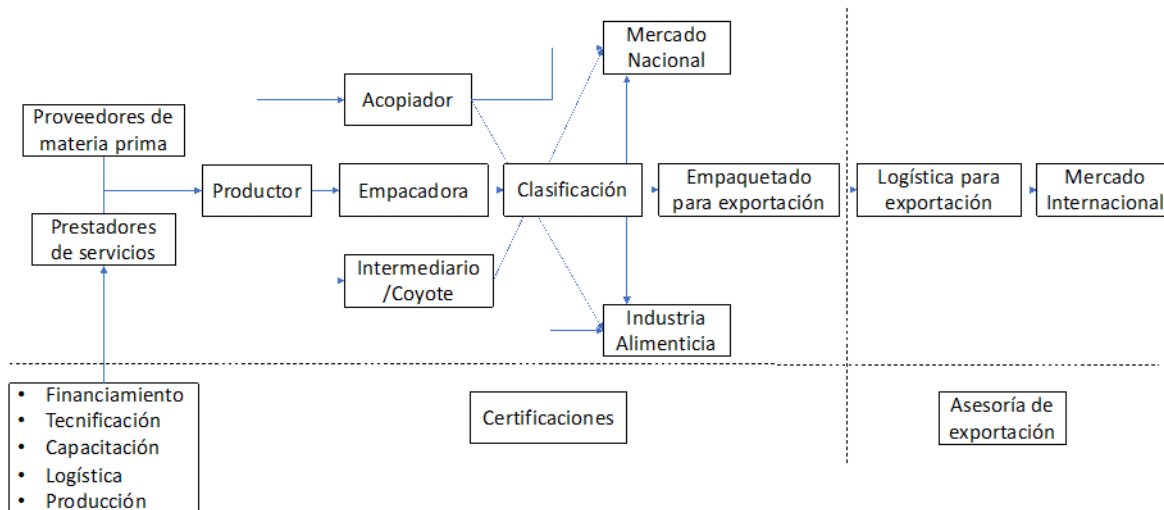 Mercado
Nacional
Acopiador
Proveedores de
materia prima
Productor
Empacadora
Clasificación
Empaquetado
para exportación
Logística para
exportación
Mercado
Internacional
Prestadores
de servicios
Intermediario
/Coyote
Industria
Alimenticia
• Financiamiento
• Tecnificación
• Capacitación
• Logística
• Producción
Certificaciones
Asesoría de
exportación